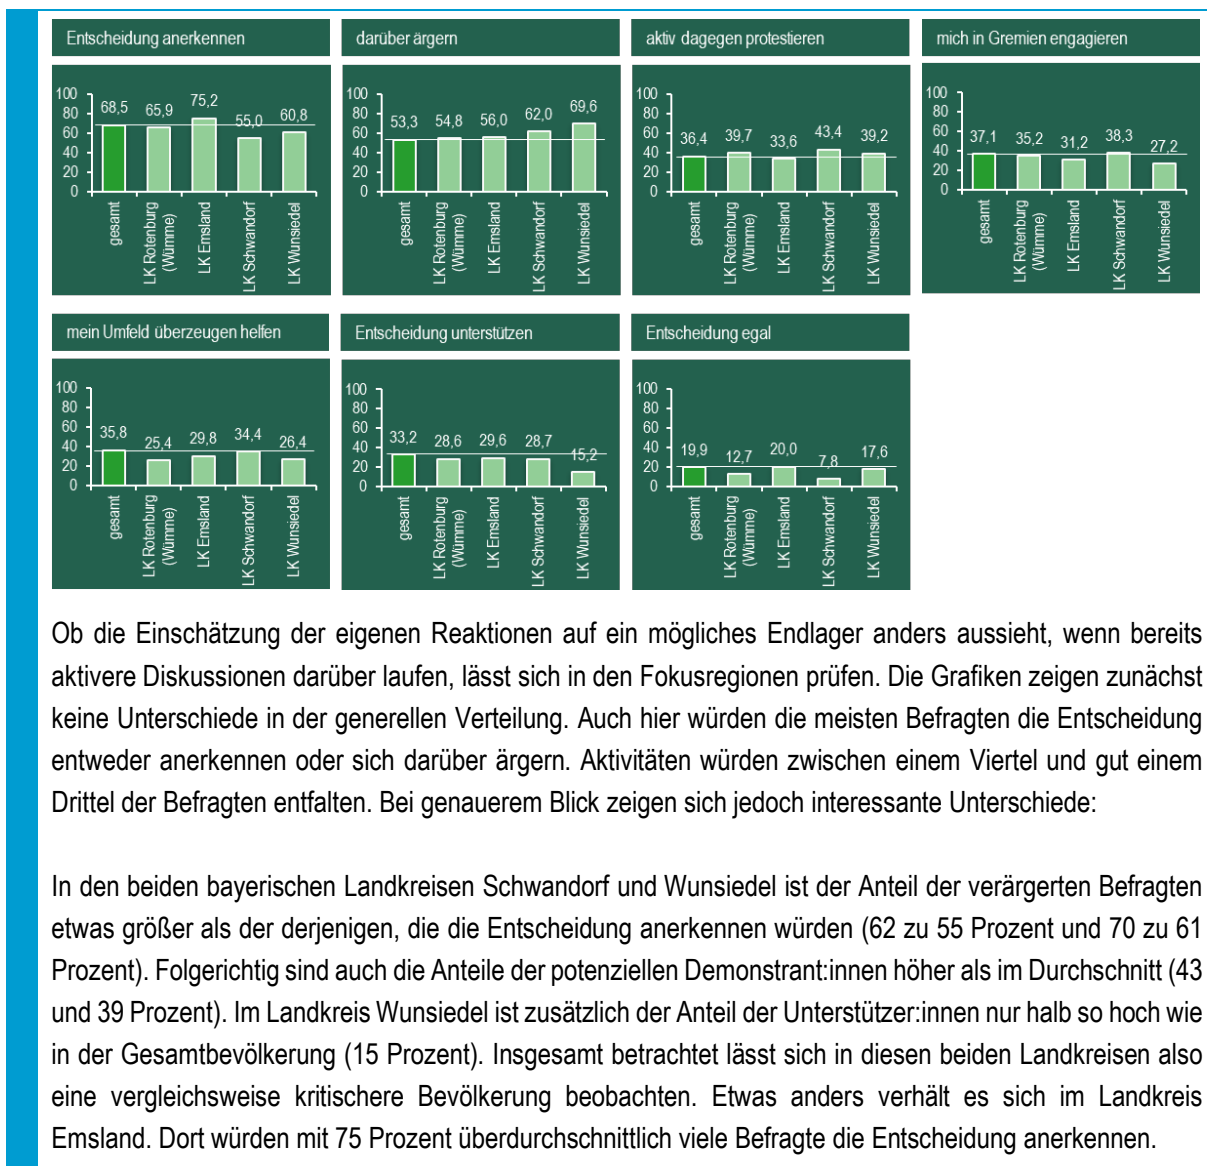 Entscheidung anerkennen
100
80
60
40
20
0
68,5
65,9
75,2
55,0
60,8
gesamt
LK Rotenburg
(Wümme)
LK Emsland
LK Schwandorf
LK Wunsiedel
darüber ärgern
100
80
60
40
20
0
53,3
54,8
56,0
62,0
69,6
gesamt
LK Rotenburg
(Wümme)
LK Emsland
LK Schwandorf
LK Wunsiedel
aktiv dagegen protestieren
100
80
60
40
20
0
36,4
39,7
33,6
43,4
39,2
gesamt
LK Rotenburg
(Wümme)
LK Emsland
LK Schwandorf
LK Wunsiedel
mich in Gremien engagieren
100
80
60
40
20
0
37,1
35,2
31,2
38,3
27,2
gesamt
LK Rotenburg
(Wümme)
LK Emsland
LK Schwandorf
LK Wunsiedel
mein Umfeld überzeugen helfen
100
80
60
40
20
0
35,8
25,4
29,8
34,4
26,4
gesamt
LK Rotenburg
(Wümme)
LK Emsland
LK Schwandorf
LK Wunsiedel
Entscheidung unterstützen
100
80
60
40
20
0
33,2
28,6
29,6
28,7
15,2
gesamt
LK Rotenburg
(Wümme)
LK Emsland
LK Schwandorf
LK Wunsiedel
Entscheidung egal
100
80
60
40
20
0
19,9
12,7
20,0
7,8
17,6
gesamt
LK Rotenburg
(Wümme)
LK Emsland
LK Schwandorf
LK Wunsiedel
Ob die Einschätzung der eigenen Reaktionen auf ein mögliches Endlager anders aussieht, wenn bereits
aktivere Diskussionen darüber laufen, lässt sich in den Fokusregionen prüfen. Die Grafiken zeigen zunächst
keine Unterschiede in der generellen Verteilung. Auch hier würden die meisten Befragten die Entscheidung
entweder anerkennen oder sich darüber ärgern. Aktivitäten würden zwischen einem Viertel und gut einem
Drittel der Befragten entfalten. Bei genauerem Blick zeigen sich jedoch interessante Unterschiede:
In den beiden bayerischen Landkreisen Schwandorf und Wunsiedel ist der Anteil der verärgerten Befragten
etwas größer als der derjenigen, die die Entscheidung anerkennen würden (62 zu 55 Prozent und 70 zu 61
Prozent). Folgerichtig sind auch die Anteile der potenziellen Demonstrant:innen höher als im Durchschnitt (43
und 39 Prozent). Im Landkreis Wunsiedel ist zusätzlich der Anteil der Unterstützer:innen nur halb so hoch wie
in der Gesamtbevölkerung (15 Prozent). Insgesamt betrachtet lässt sich in diesen beiden Landkreisen also
eine vergleichsweise kritischere Bevölkerung beobachten. Etwas anders verhält es sich im Landkreis
Emsland. Dort würden mit 75 Prozent überdurchschnittlich viele Befragte die Entscheidung anerkennen.